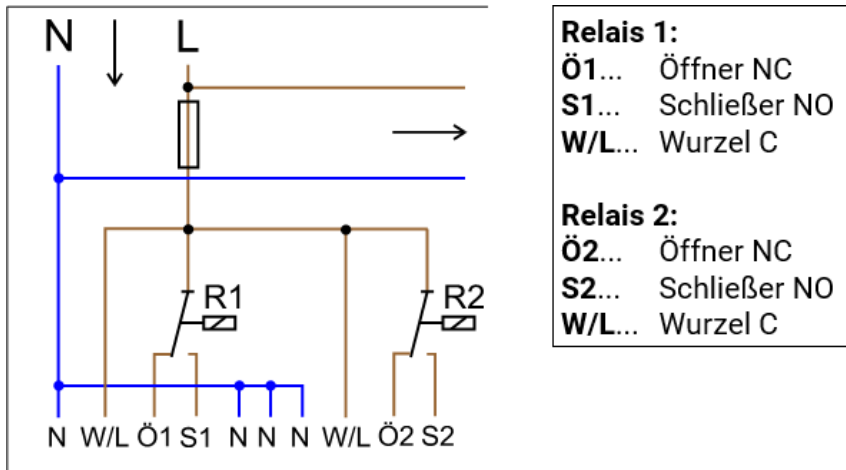 N L
R1 R2
N W/L Ö1 S1 N N N W/L Ö2 S2
Relais 1:
Ö1... Öffner NC
S1... Schließer NO
W/L... Wurzel C
Relais 2:
Ö2... Öffner NC
S2... Schließer NO
W/L... Wurzel C